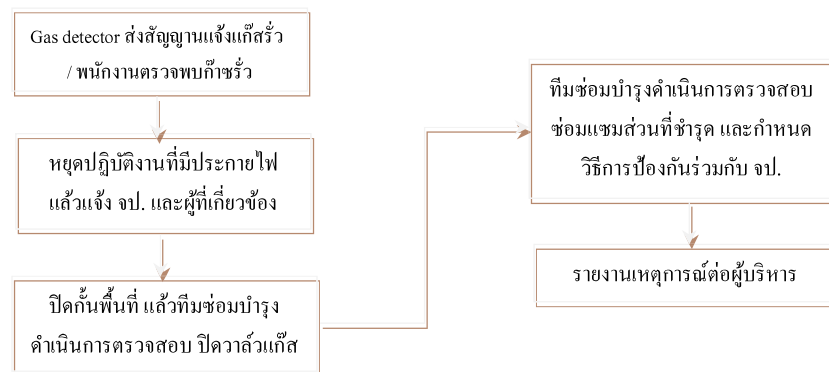 Gas detector ส่งสัญญานแจ้งแก๊สรั่ว
/ พนักงานตรวจพบก๊าซรั่ว
หยุดปฏิบัติงานที่มีประกายไฟ
แล้วแจ้ง จป. และผู้ที่เกี่ยวข้อง
ปิดกั้นพื้นที่ แล้วทีมซ่อมบำรุง
ดำเนินการตรวจสอบ ปิดวาล์วแก๊ส
ทีมซ่อมบำรุงดำเนินการตรวจสอบ
ซ่อมแซมส่วนที่ชำรุด และกำหนด
วิธีการป้องกันร่วมกับ จป.
รายงานเหตุการณ์ต่อผู้บริหาร